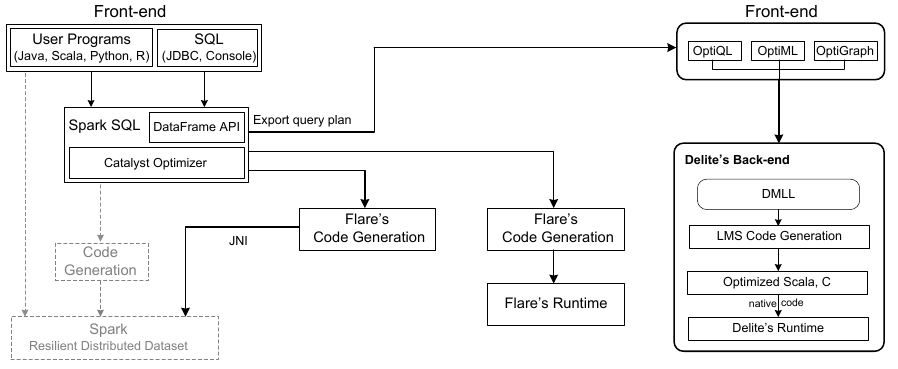 Front-end
User Programs
(Java, Scala, Python, R)
SQL
(JDBC, Console)
Spark SQL
DataFrame API
Catalyst Optimizer
Export query plan
Code
Generation
JNI
Spark
Resilient Distributed Dataset
Flare's
Code Generation
Flare's
Code Generation
Flare's Runtime
Front-end
OptiQL
OptiML
OptiGraph
Delite's Back-end
DMLL
LMS Code Generation
Optimized Scala, C
native code
Delite's Runtime